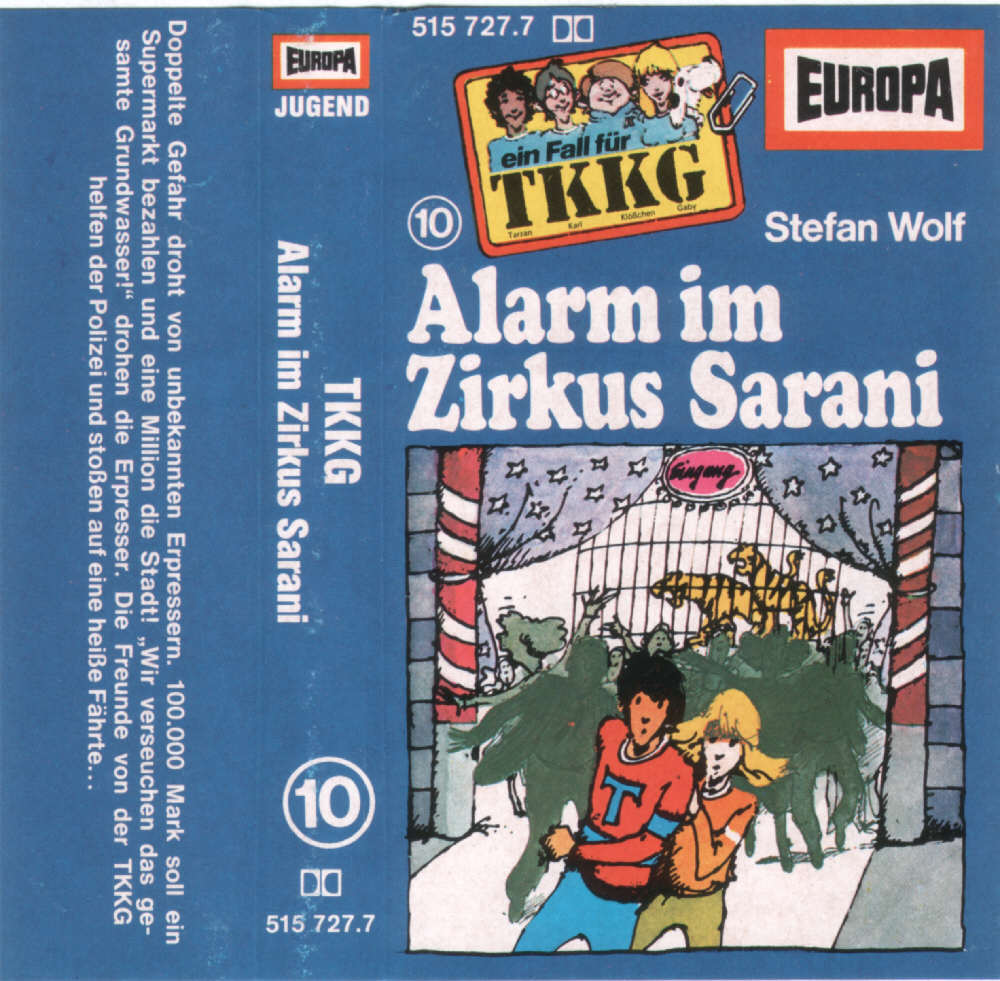 Doppelte Gefahr droht von unbekannten Erpressern. 100.000 Mark soll ein
Supermarkt bezahlen und eine Million die Stadt! „Wir verseuchen das ge-
samte Grundwasser!“ drohen die Erpresser. Die Freunde von der TKKG
helfen der Polizei und stoßen auf eine heiße Fährte...
EUROPA
JUGEND
TKKG
Alarm im Zirkus Sarani
10
515 727.7
515 727.7
EUROPA
ein Fall für
TKKG
Tarzan Karl Klößchen Gaby
10
Stefan Wolf
Alarm im
Zirkus Sarani
Eingang
T